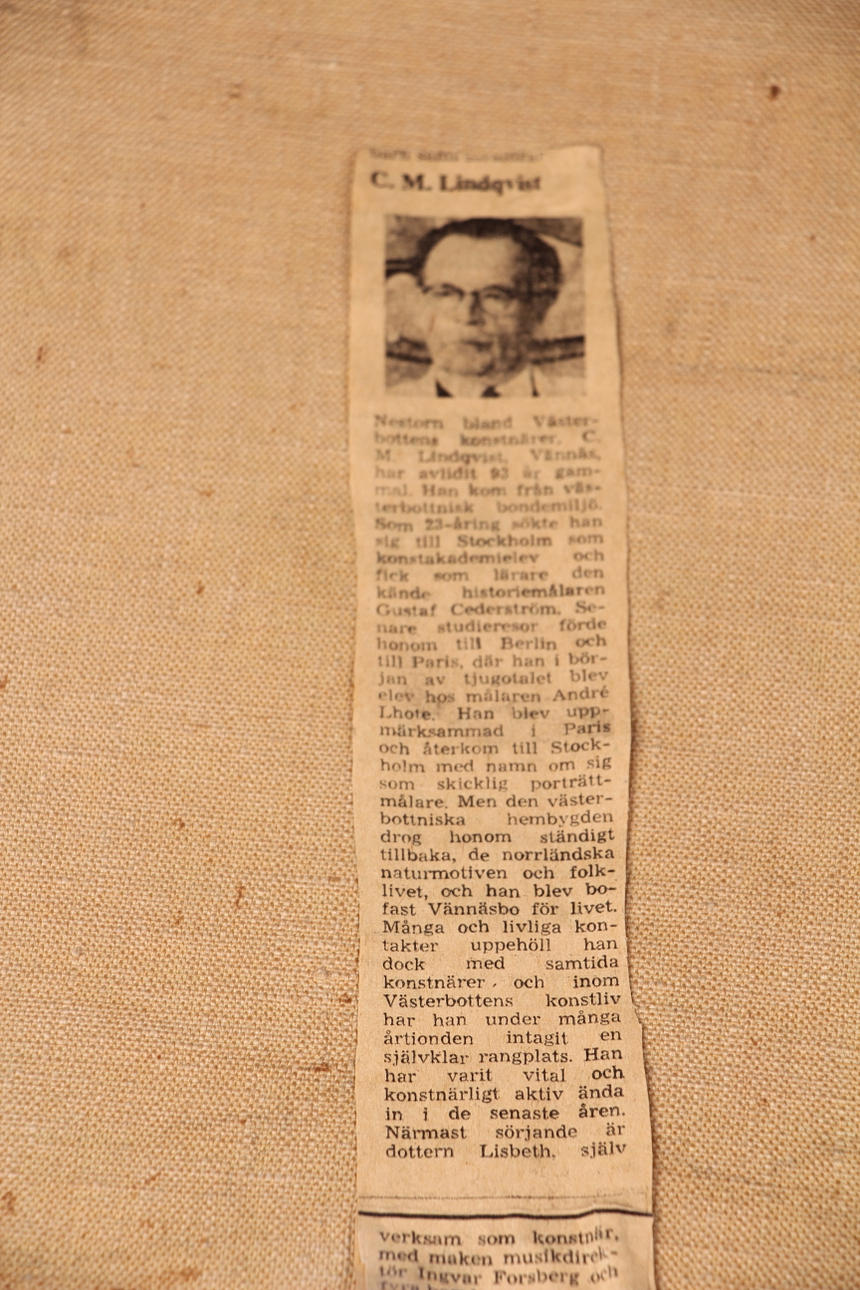 C. M. Lindqvist
Nestorn bland Väster-
bottens konstnärer, C.
M. Lindqvist, Vännäs,
har avlidit 93 år gam-
mal. Han kom från väs-
terbottnisk bondemiljö.
Som 23-åring sökte han
sig till Stockholm som
konstakademielev och
fick som lärare den
kände historiemålaren
Gustaf Cederström. Se-
nare studieresor förde
honom till Berlin och
till Paris, där han i bör-
jan av tjugotalet blev
elev hos målaren André
Lhote. Han blev upp-
märksammad i Paris
och återkom till Stock-
holm med namn om sig
som skicklig porträtt-
målare. Men den väster-
bottniska hembygden
drog honom ständigt
tillbaka, de norrländska
naturmotiven och folk-
livet, och han blev bo-
fast Vännäsbo för livet.
Många och livliga kon-
takter uppehöll han
dock med samtida
konstnärer och inom
Västerbottens konstliv
har han under många
årtionden intagit en
självklar rangplats. Han
har varit vital och
konstnärligt aktiv ända
in i de senaste åren.
Närmast sörjande är
dottern Lisbeth, själv
verksam som konstnär,
med maken musikdirek-
tör Ingvar Forsberg och